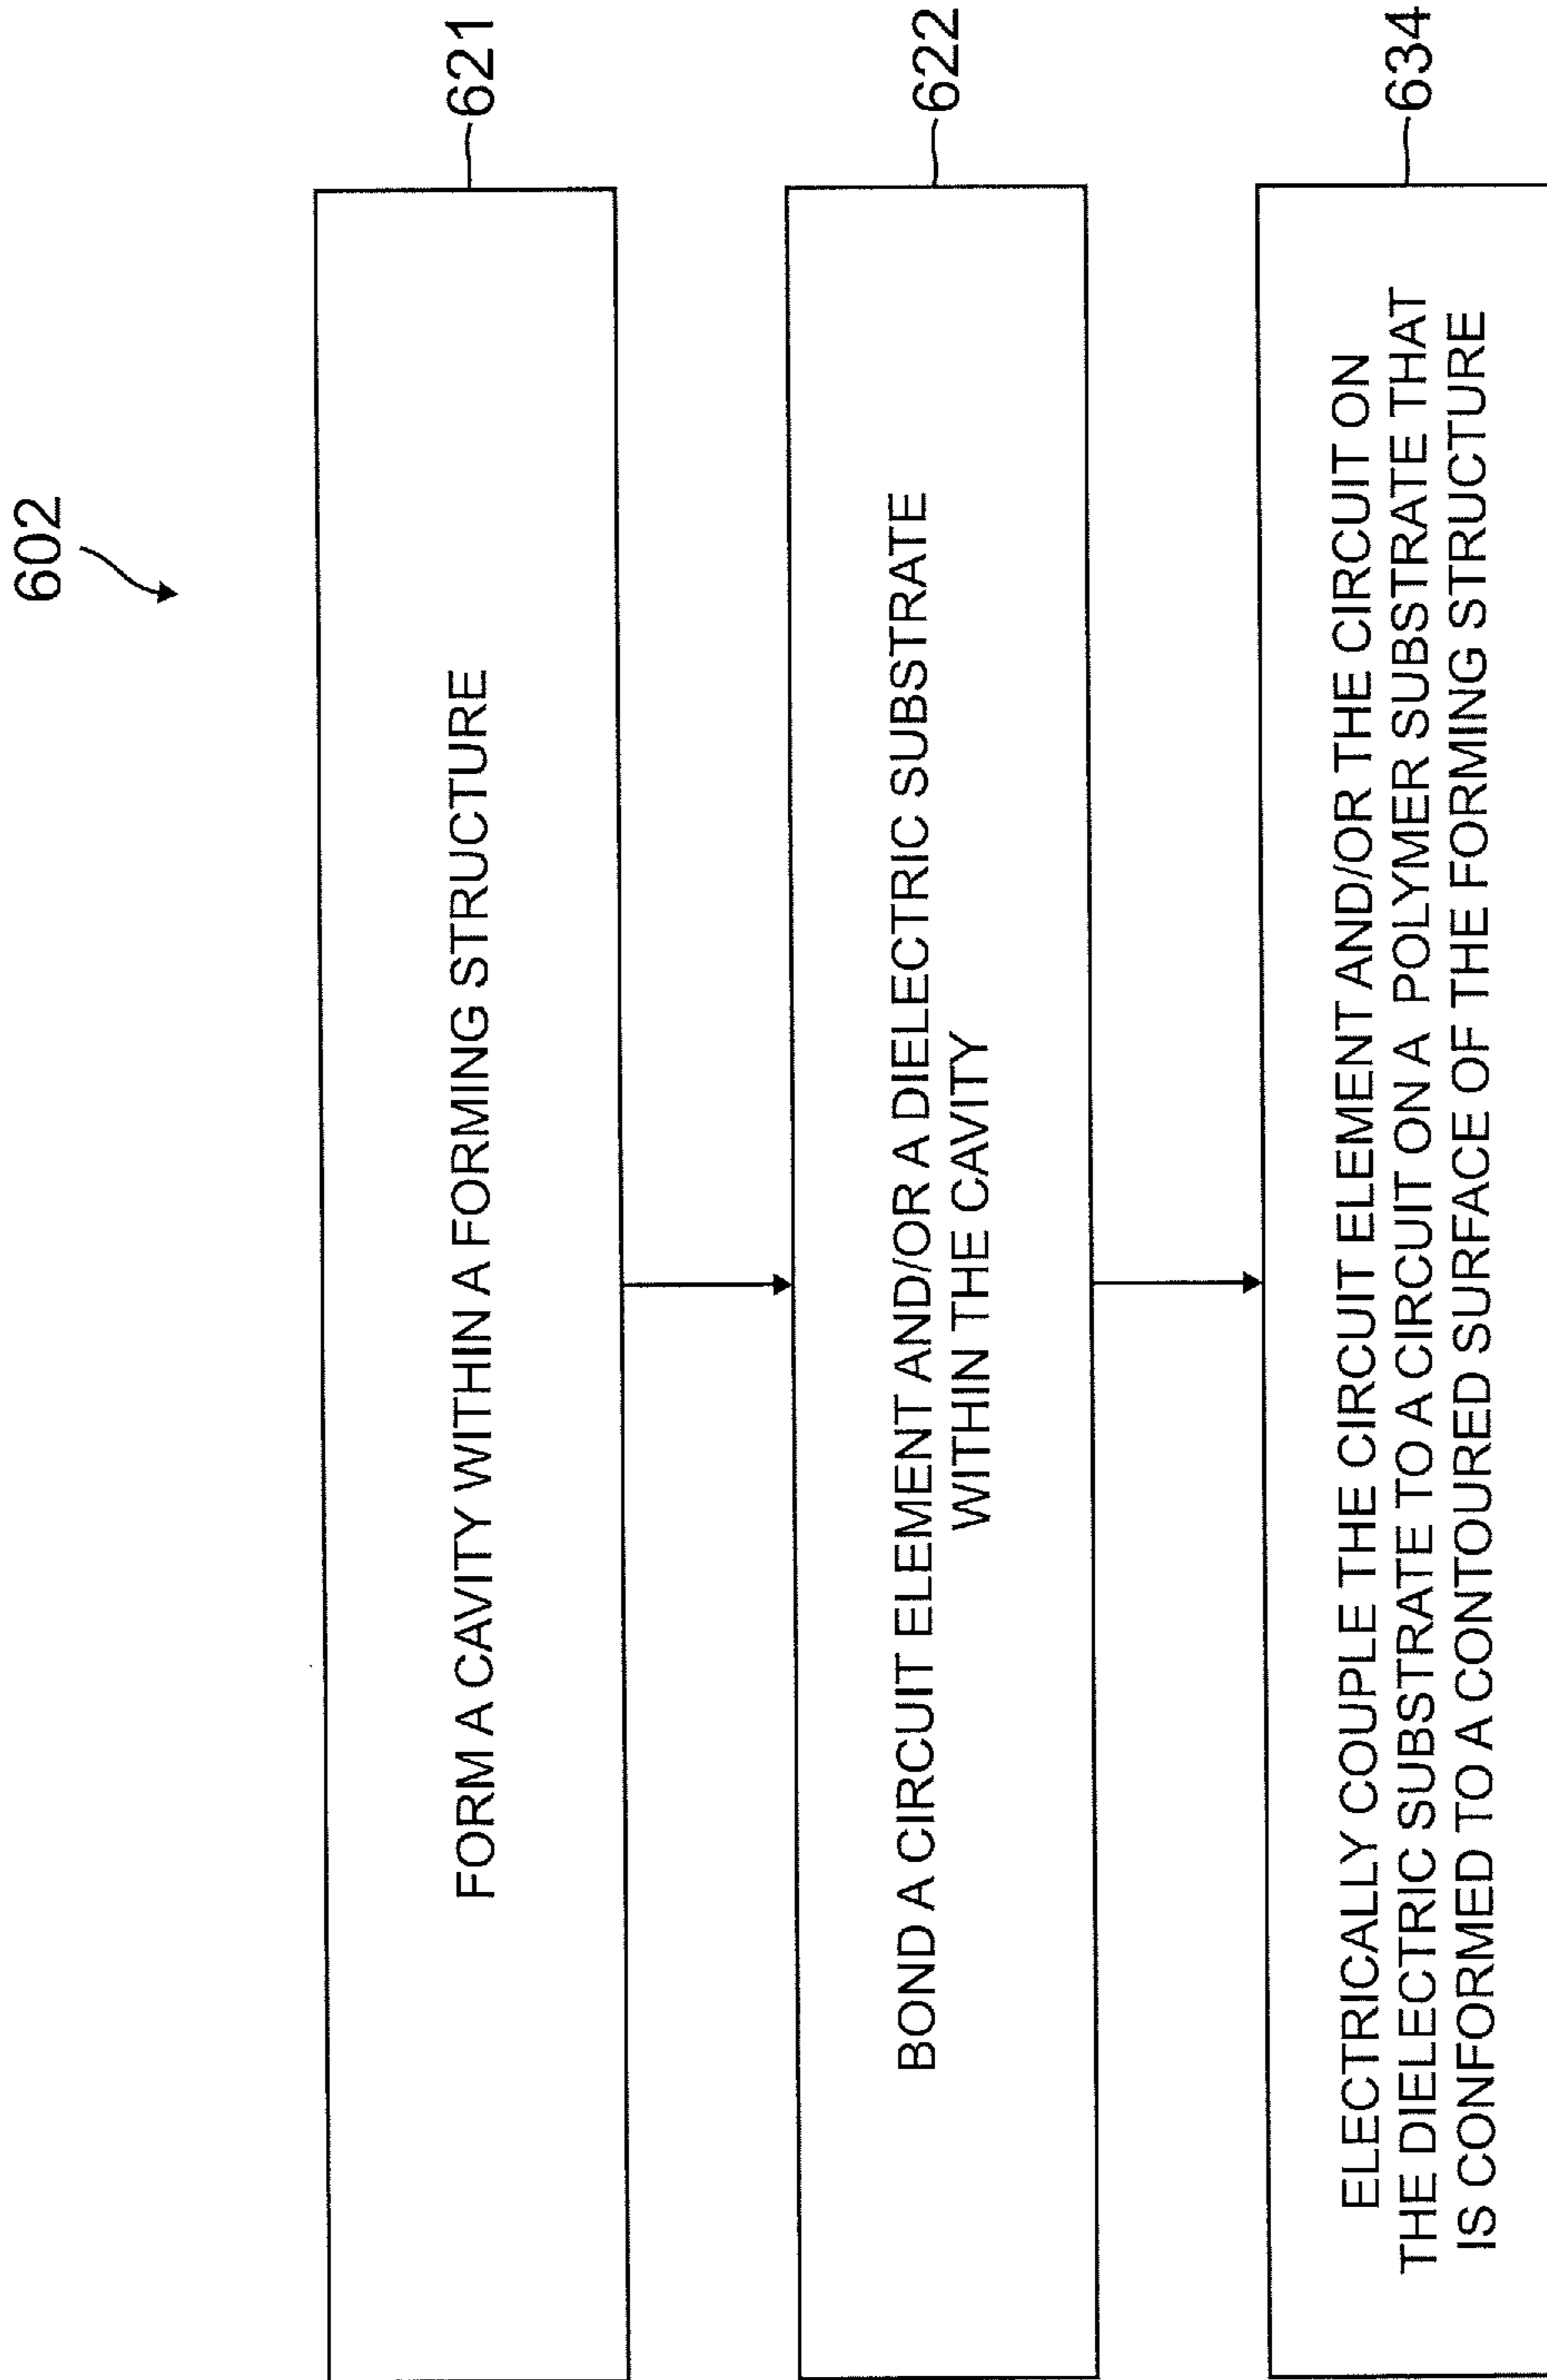 602
FORM A CAVITY WITHIN A FORMING STRUCTURE
621
BOND A CIRCUIT ELEMENT AND/OR A DIELECTRIC SUBSTRATE
WITHIN THE CAVITY
622
ELECTRICALLY COUPLE THE CIRCUIT ELEMENT AND/OR THE CIRCUIT ON
THE DIELECTRIC SUBSTRATE TO A CIRCUIT ON A POLYMER SUBSTRATE THAT
IS CONFORMED TO A CONTOURED SURFACE OF THE FORMING STRUCTURE
634